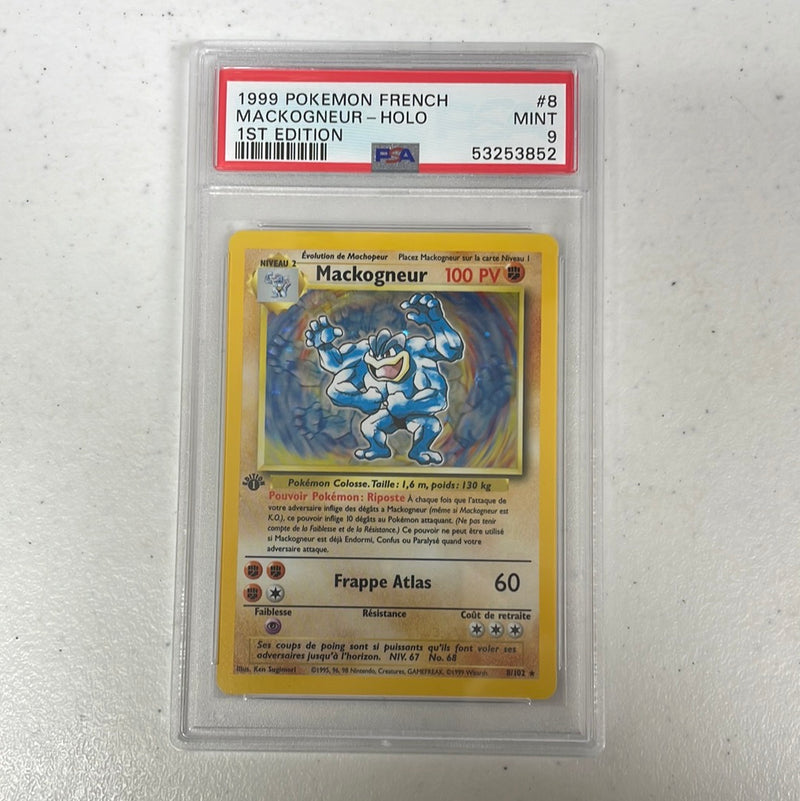 1999 POKEMON FRENCH #8
MACKOGNEUR – HOLO MINT
1ST EDITION 9
PSA 53253852
Évolution de Machopeur Placez Mackogneur sur la carte Niveau 1
NIVEAU 2
Mackogneur 100 PV
Pokémon Colosse. Taille : 1,6 m, poids : 130 kg
EDITION 1
Pouvoir Pokémon : Riposte À chaque fois que l'attaque de
votre adversaire inflige des dégâts à Mackogneur (même si Mackogneur est
K.O.), ce pouvoir inflige 10 dégâts au Pokémon attaquant. (Ne pas tenir
compte de la Faiblesse et de la Résistance.) Ce pouvoir ne peut être utilisé
si Mackogneur est déjà Endormi, Confus ou Paralysé quand votre
adversaire attaque.
Frappe Atlas 60
Faiblesse Résistance Coût de retraite
Ses coups de poing sont si puissants qu'ils font voler ses
adversaires jusqu'à l'horizon. NIV. 67 No. 68
Illus. Ken Sugimori ©1995, 96, 98 Nintendo, Creatures, GAMEFREAK. ©1999 Wizards. 8/102 ★